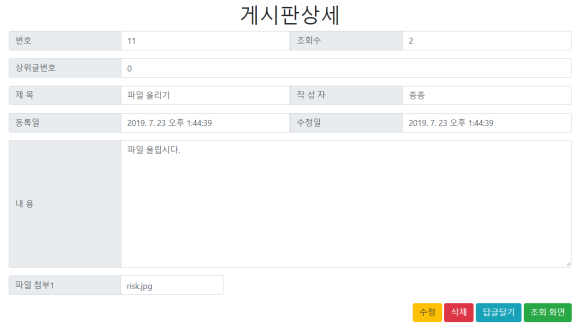 게시판상세
번호 11 조회수 2
상위글번호 0
제 목 파일 올리기 작 성 자 종종
등록일 2019. 7. 23 오후 1:44:39 수정일 2019. 7. 23 오후 1:44:39
내 용 파일 올립시다.
파일 첨부1 risk.jpg
수정 삭제 답글달기 조회 화면